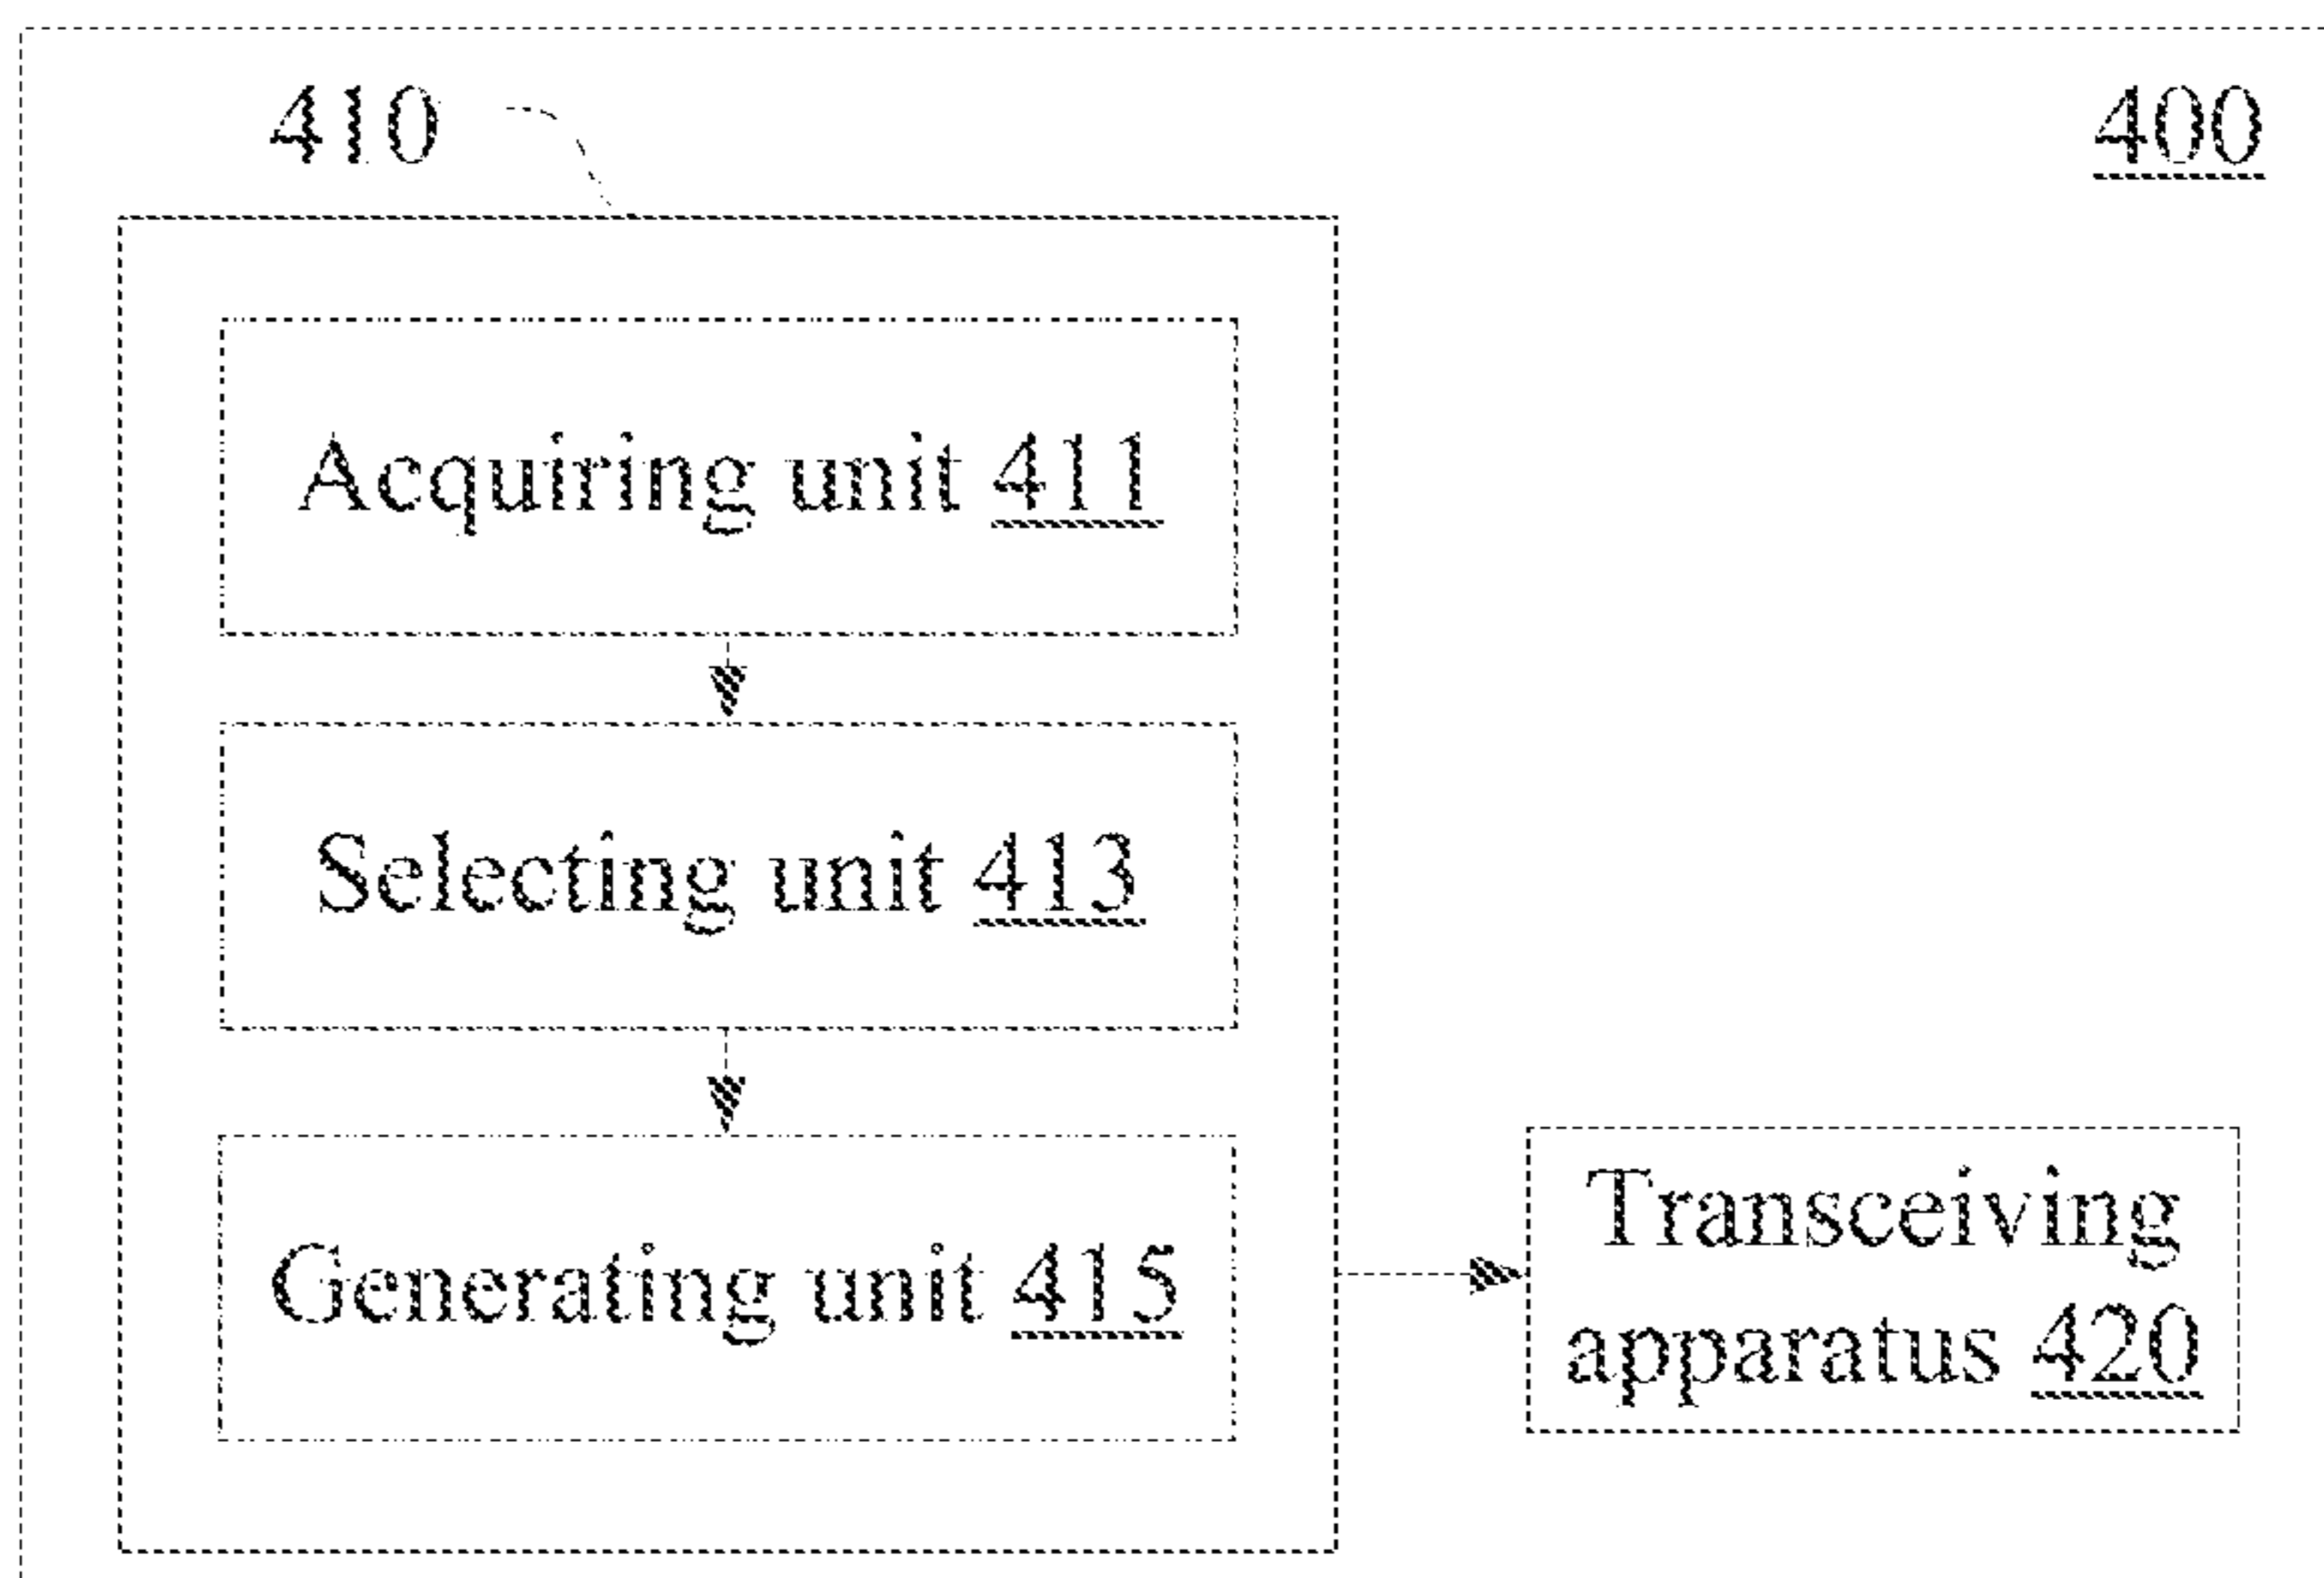 410
400
Acquiring unit 411
Selecting unit 413
Generating unit 415
Transceiving
apparatus 420